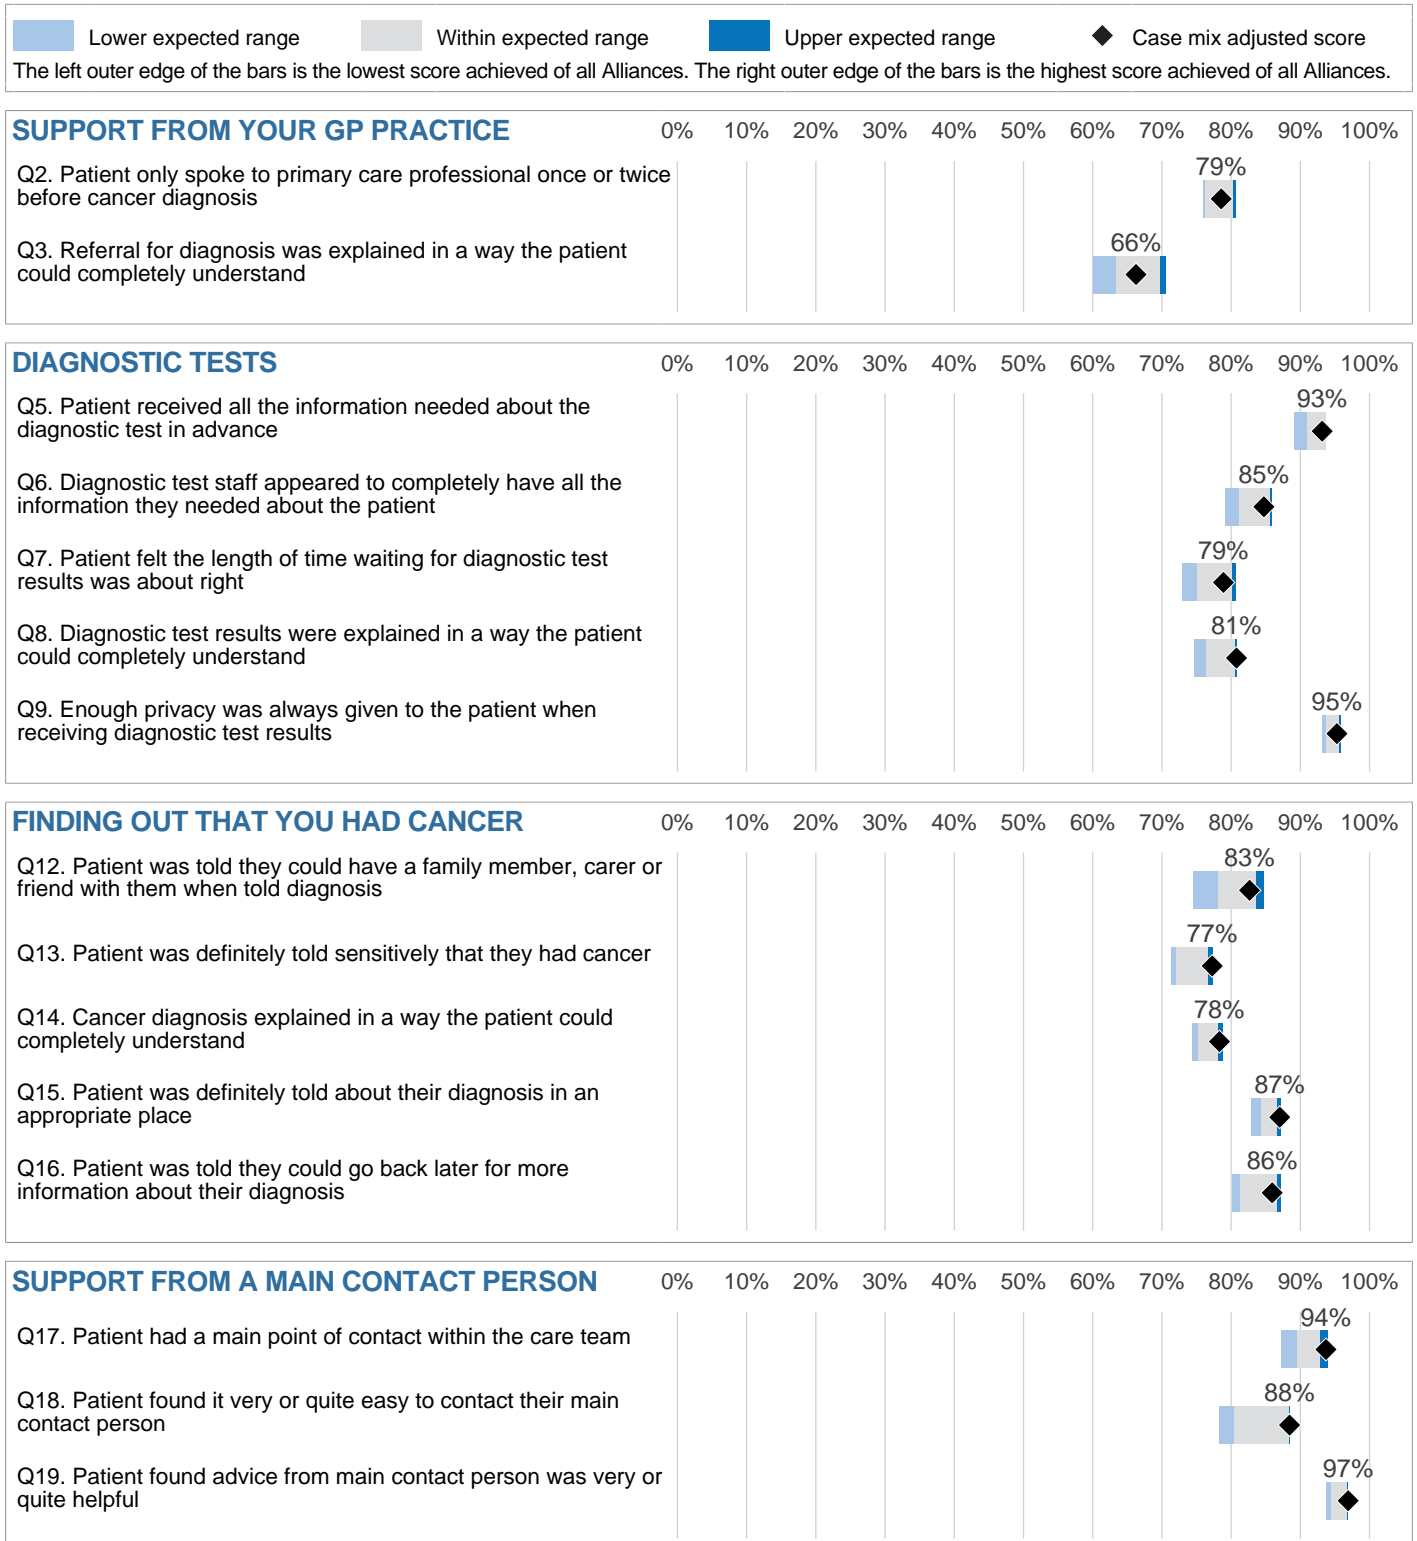 Lower expected range Within expected range Upper expected range Case mix adjusted score
The left outer edge of the bars is the lowest score achieved of all Alliances. The right outer edge of the bars is the highest score achieved of all Alliances.
SUPPORT FROM YOUR GP PRACTICE 0% 10% 20% 30% 40% 50% 60% 70% 80% 90% 100%
Q2. Patient only spoke to primary care professional once or twice
before cancer diagnosis
79%
Q3. Referral for diagnosis was explained in a way the patient
could completely understand
66%
DIAGNOSTIC TESTS 0% 10% 20% 30% 40% 50% 60% 70% 80% 90% 100%
Q5. Patient received all the information needed about the
diagnostic test in advance
93%
Q6. Diagnostic test staff appeared to completely have all the
information they needed about the patient
85%
Q7. Patient felt the length of time waiting for diagnostic test
results was about right
79%
Q8. Diagnostic test results were explained in a way the patient
could completely understand
81%
Q9. Enough privacy was always given to the patient when
receiving diagnostic test results
95%
FINDING OUT THAT YOU HAD CANCER 0% 10% 20% 30% 40% 50% 60% 70% 80% 90% 100%
Q12. Patient was told they could have a family member, carer or
friend with them when told diagnosis
83%
Q13. Patient was definitely told sensitively that they had cancer
77%
Q14. Cancer diagnosis explained in a way the patient could
completely understand
78%
Q15. Patient was definitely told about their diagnosis in an
appropriate place
87%
Q16. Patient was told they could go back later for more
information about their diagnosis
86%
SUPPORT FROM A MAIN CONTACT PERSON 0% 10% 20% 30% 40% 50% 60% 70% 80% 90% 100%
Q17. Patient had a main point of contact within the care team
94%
Q18. Patient found it very or quite easy to contact their main
contact person
88%
Q19. Patient found advice from main contact person was very or
quite helpful
97%